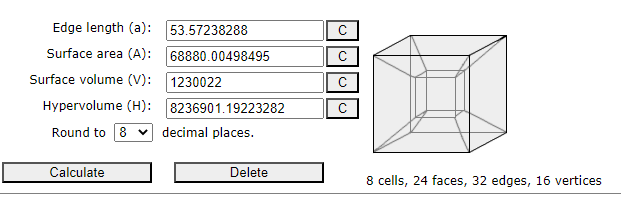 Edge length (a): 53.57238288 C
Surface area (A): 68880.00498495 C
Surface volume (V): 1230022 C
Hypervolume (H): 8236901.19223282 C
Round to 8 decimal places.
Calculate Delete
8 cells, 24 faces, 32 edges, 16 vertices